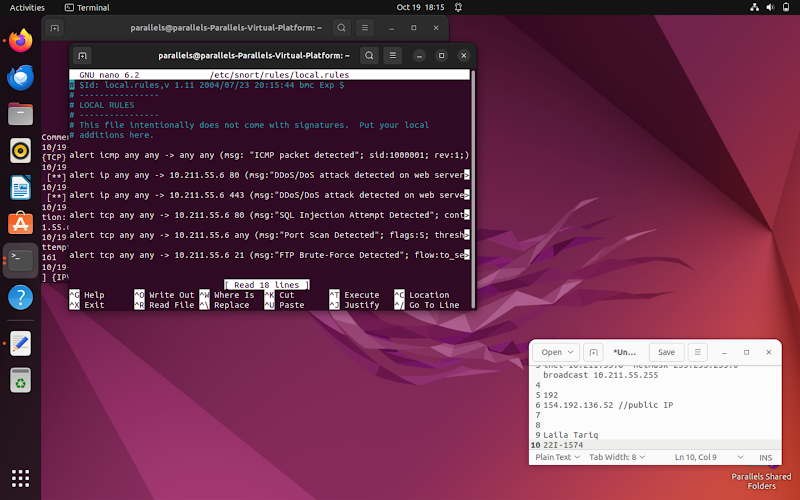 Activities
Terminal
Oct 19 18:15
parallels@parallels-Parallels-Virtual-Platform: ~
parallels@parallels-Parallels-Virtual-Platform: ~
GNU nano 6.2 /etc/snort/rules/local.rules
# $Id: local.rules,v 1.11 2004/07/23 20:15:44 bmc Exp $
# ----------------
# LOCAL RULES
# ----------------
# This file intentionally does not come with signatures. Put your local
# additions here.
alert icmp any any -> any any (msg: "ICMP packet detected"; sid:1000001; rev:1;)
alert ip any any -> 10.211.55.6 80 (msg:"DDoS/DoS attack detected on web server>
alert ip any any -> 10.211.55.6 443 (msg:"DDoS/DoS attack detected on web serve>
alert tcp any any -> 10.211.55.6 80 (msg:"SQL Injection Attempt Detected"; cont>
alert tcp any any -> 10.211.55.6 any (msg:"Port Scan Detected"; flags:S; thresh>
alert tcp any any -> 10.211.55.6 21 (msg:"FTP Brute-Force Detected"; flow:to_se>
[ Read 18 lines ]
^G Help ^O Write Out ^W Where Is ^K Cut ^T Execute ^C Location
^X Exit ^R Read File ^\ Replace ^U Paste ^J Justify ^/ Go To Line
Commen
10/19
{TCP}
10/19
[**]
10/19
[**]
10/19
tion:
1.55.6
10/19
ttempt
161
10/19
] {IPV
Open
*Un...
Save
broadcast 10.211.55.255
4
5 192
6 154.192.136.52 //public IP
7
8
9 Laila Tariq
10 22I-1574
Plain Text Tab Width: 8 Ln 10, Col 9 INS
Parallels Shared
Folders